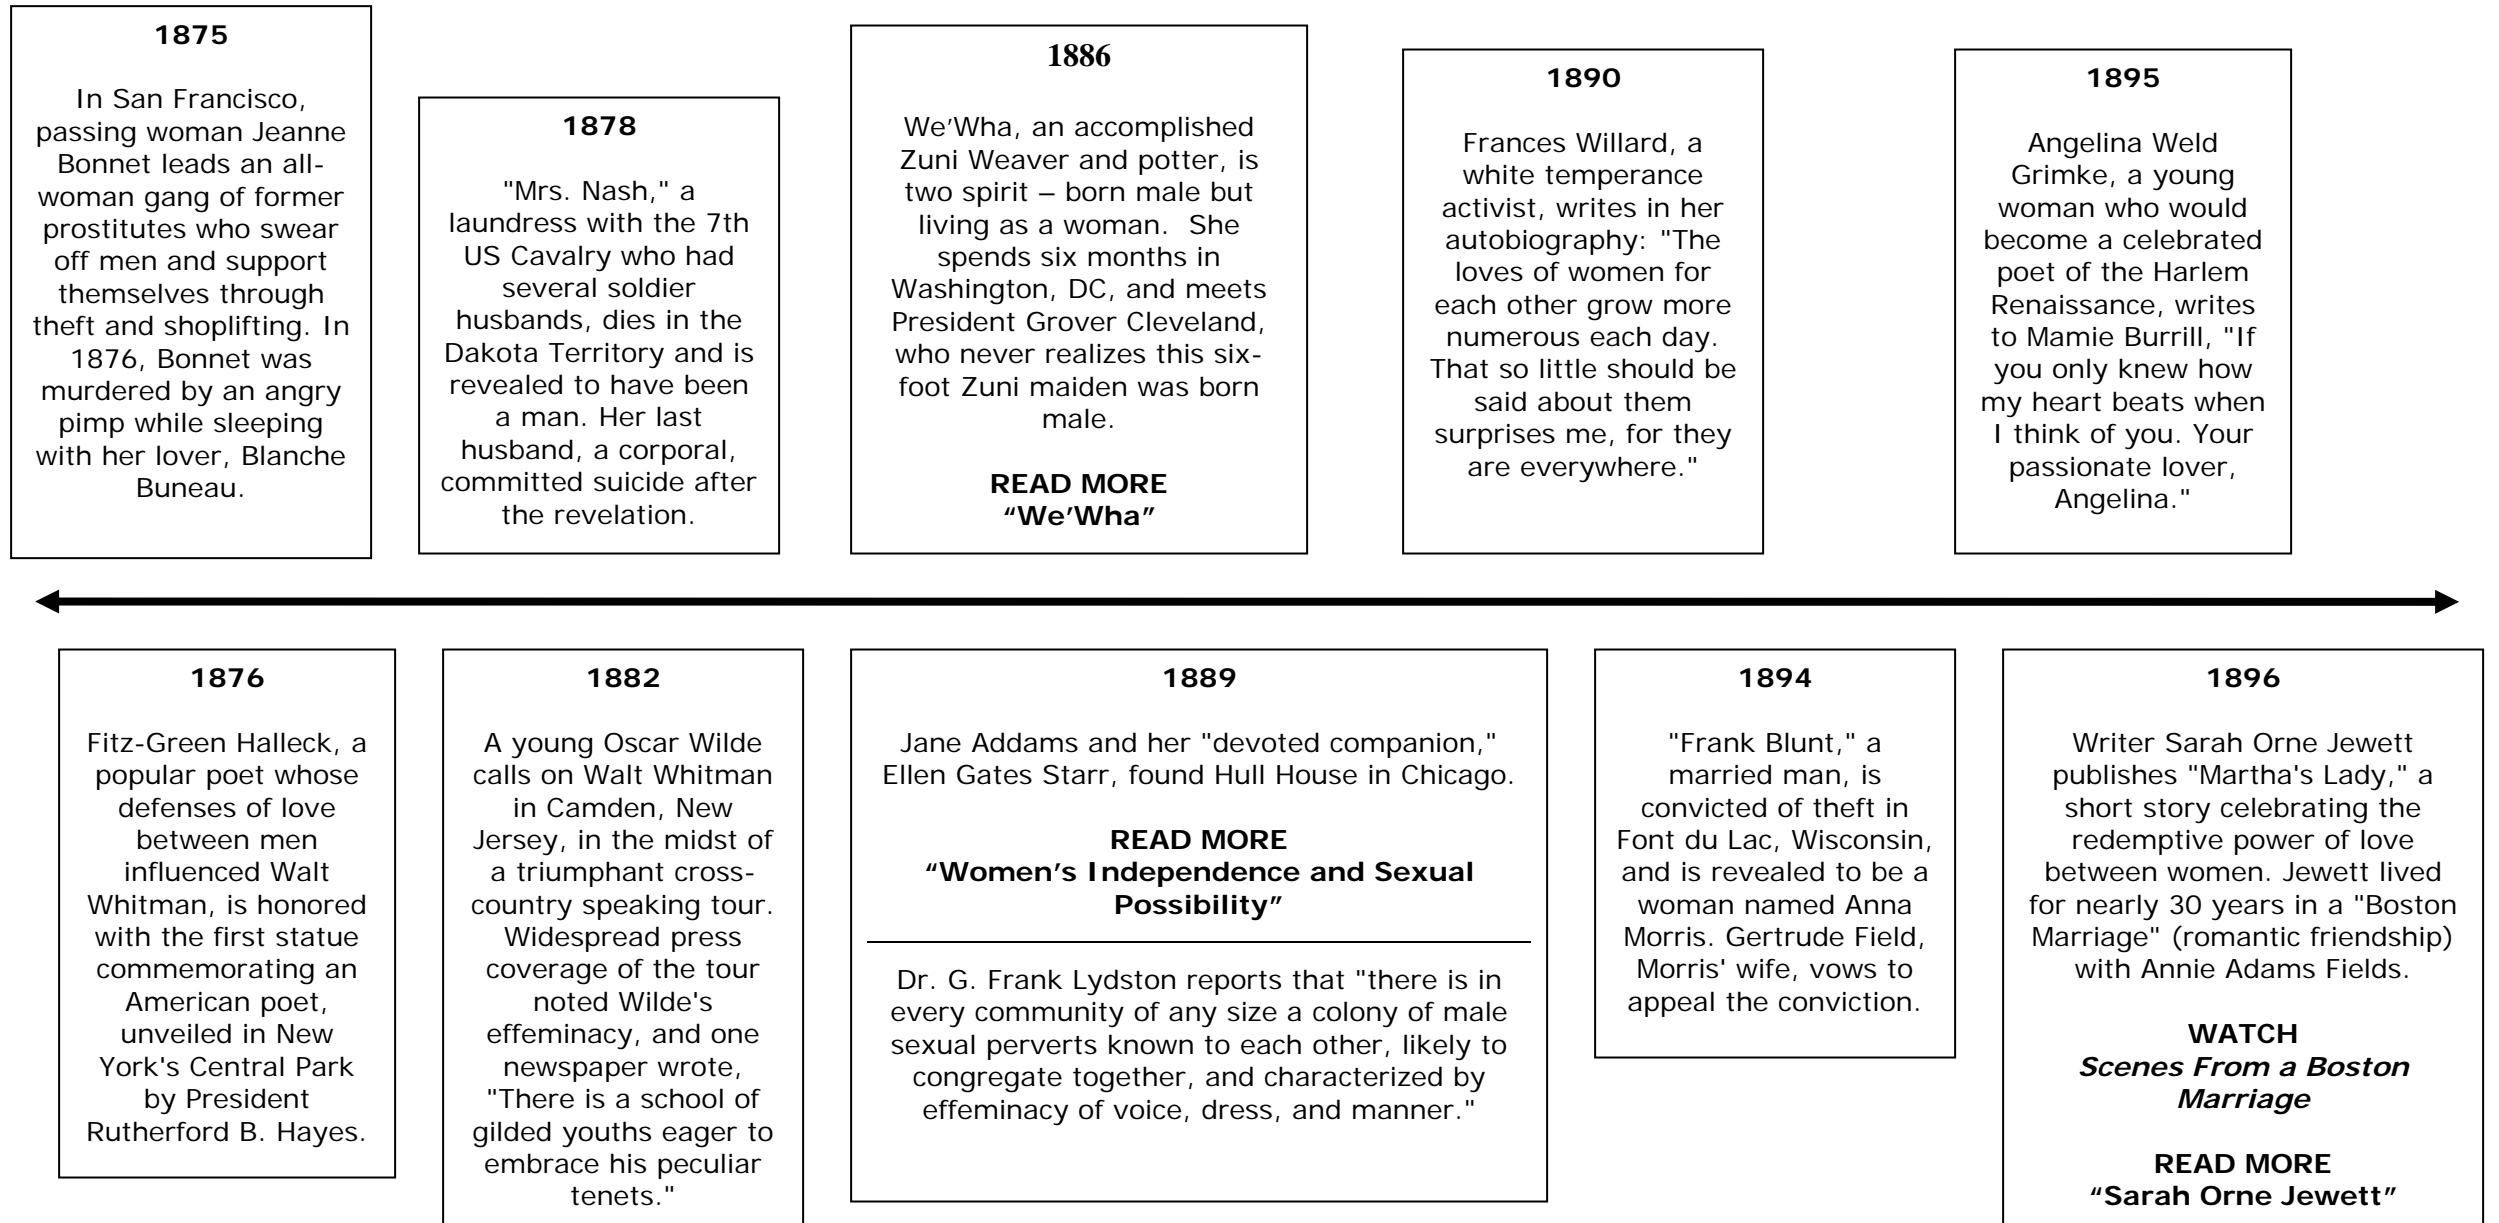 1875
In San Francisco,
passing woman Jeanne
Bonnet leads an all-
woman gang of former
prostitutes who swear
off men and support
themselves through
theft and shoplifting. In
1876, Bonnet was
murdered by an angry
pimp while sleeping
with her lover, Blanche
Buneau.
1878
"Mrs. Nash," a
laundress with the 7th
US Cavalry who had
several soldier
husbands, dies in the
Dakota Territory and is
revealed to have been
a man. Her last
husband, a corporal,
committed suicide after
the revelation.
1886
We’Wha, an accomplished
Zuni Weaver and potter, is
two spirit – born male but
living as a woman.  She
spends six months in
Washington, DC, and meets
President Grover Cleveland,
who never realizes this six-
foot Zuni maiden was born
male.
READ MORE
“We’Wha”
1890
Frances Willard, a
white temperance
activist, writes in her
autobiography: "The
loves of women for
each other grow more
numerous each day.
That so little should be
said about them
surprises me, for they
are everywhere."
1895
Angelina Weld
Grimke, a young
woman who would
become a celebrated
poet of the Harlem
Renaissance, writes
to Mamie Burrill, "If
you only knew how
my heart beats when
I think of you. Your
passionate lover,
Angelina."
1876
Fitz-Green Halleck, a
popular poet whose
defenses of love
between men
influenced Walt
Whitman, is honored
with the first statue
commemorating an
American poet,
unveiled in New
York's Central Park
by President
Rutherford B. Hayes.
1882
A young Oscar Wilde
calls on Walt Whitman
in Camden, New
Jersey, in the midst of
a triumphant cross-
country speaking tour.
Widespread press
coverage of the tour
noted Wilde's
effeminacy, and one
newspaper wrote,
"There is a school of
gilded youths eager to
embrace his peculiar
tenets."
1889
Jane Addams and her "devoted companion,"
Ellen Gates Starr, found Hull House in Chicago.
READ MORE
“Women’s Independence and Sexual
Possibility”
Dr. G. Frank Lydston reports that "there is in
every community of any size a colony of male
sexual perverts known to each other, likely to
congregate together, and characterized by
effeminacy of voice, dress, and manner."
1894
"Frank Blunt," a
married man, is
convicted of theft in
Font du Lac, Wisconsin,
and is revealed to be a
woman named Anna
Morris. Gertrude Field,
Morris' wife, vows to
appeal the conviction.
1896
Writer Sarah Orne Jewett
publishes "Martha's Lady," a
short story celebrating the
redemptive power of love
between women. Jewett lived
for nearly 30 years in a "Boston
Marriage" (romantic friendship)
with Annie Adams Fields.
WATCH
Scenes From a Boston
Marriage
READ MORE
“Sarah Orne Jewett”